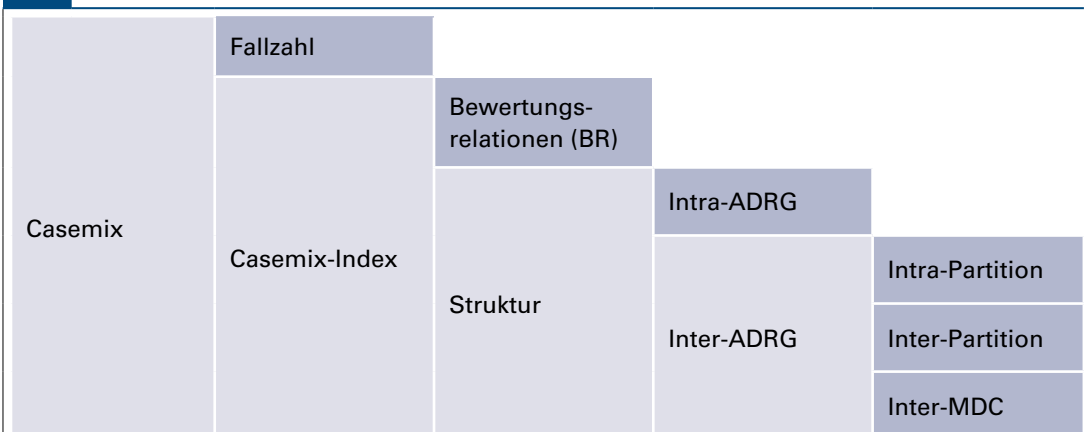 Fallzahl
Bewertungs-
relationen (BR)
Intra-ADRG
Casemix
Casemix-Index
Struktur
Inter-ADRG
Intra-Partition
Inter-Partition
Inter-MDC